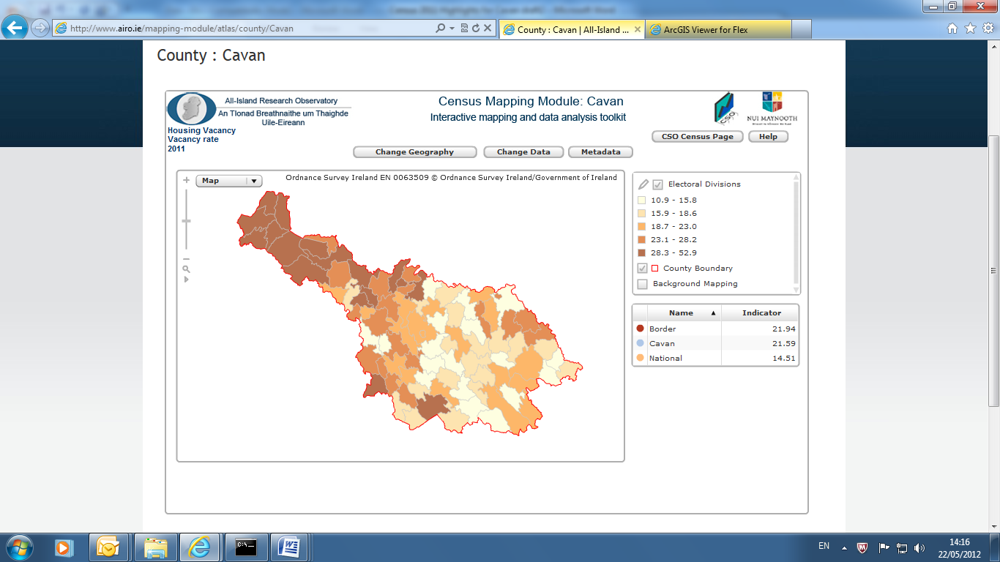 http://www.airo.ie/mapping-module/atlas/county/Cavan
County : Cavan | All-Island ...
ArcGIS Viewer for Flex
County : Cavan
All-Island Research Observatory
An Tionad Breathnaithe um Thaighde
Uile-Eireann
Housing Vacancy
Vacancy rate
2011
Census Mapping Module: Cavan
Interactive mapping and data analysis toolkit
CSO
NUI MAYNOOTH
CSO Census Page
Help
Change Geography
Change Data
Metadata
Map
Ordnance Survey Ireland EN 0063509 © Ordnance Survey Ireland/Government of Ireland
Electoral Divisions
10.9 - 15.8
15.9 - 18.6
18.7 - 23.0
23.1 - 28.2
28.3 - 52.9
County Boundary
Background Mapping
Name Indicator
Border 21.94
Cavan 21.59
National 14.51
EN
14:16
22/05/2012